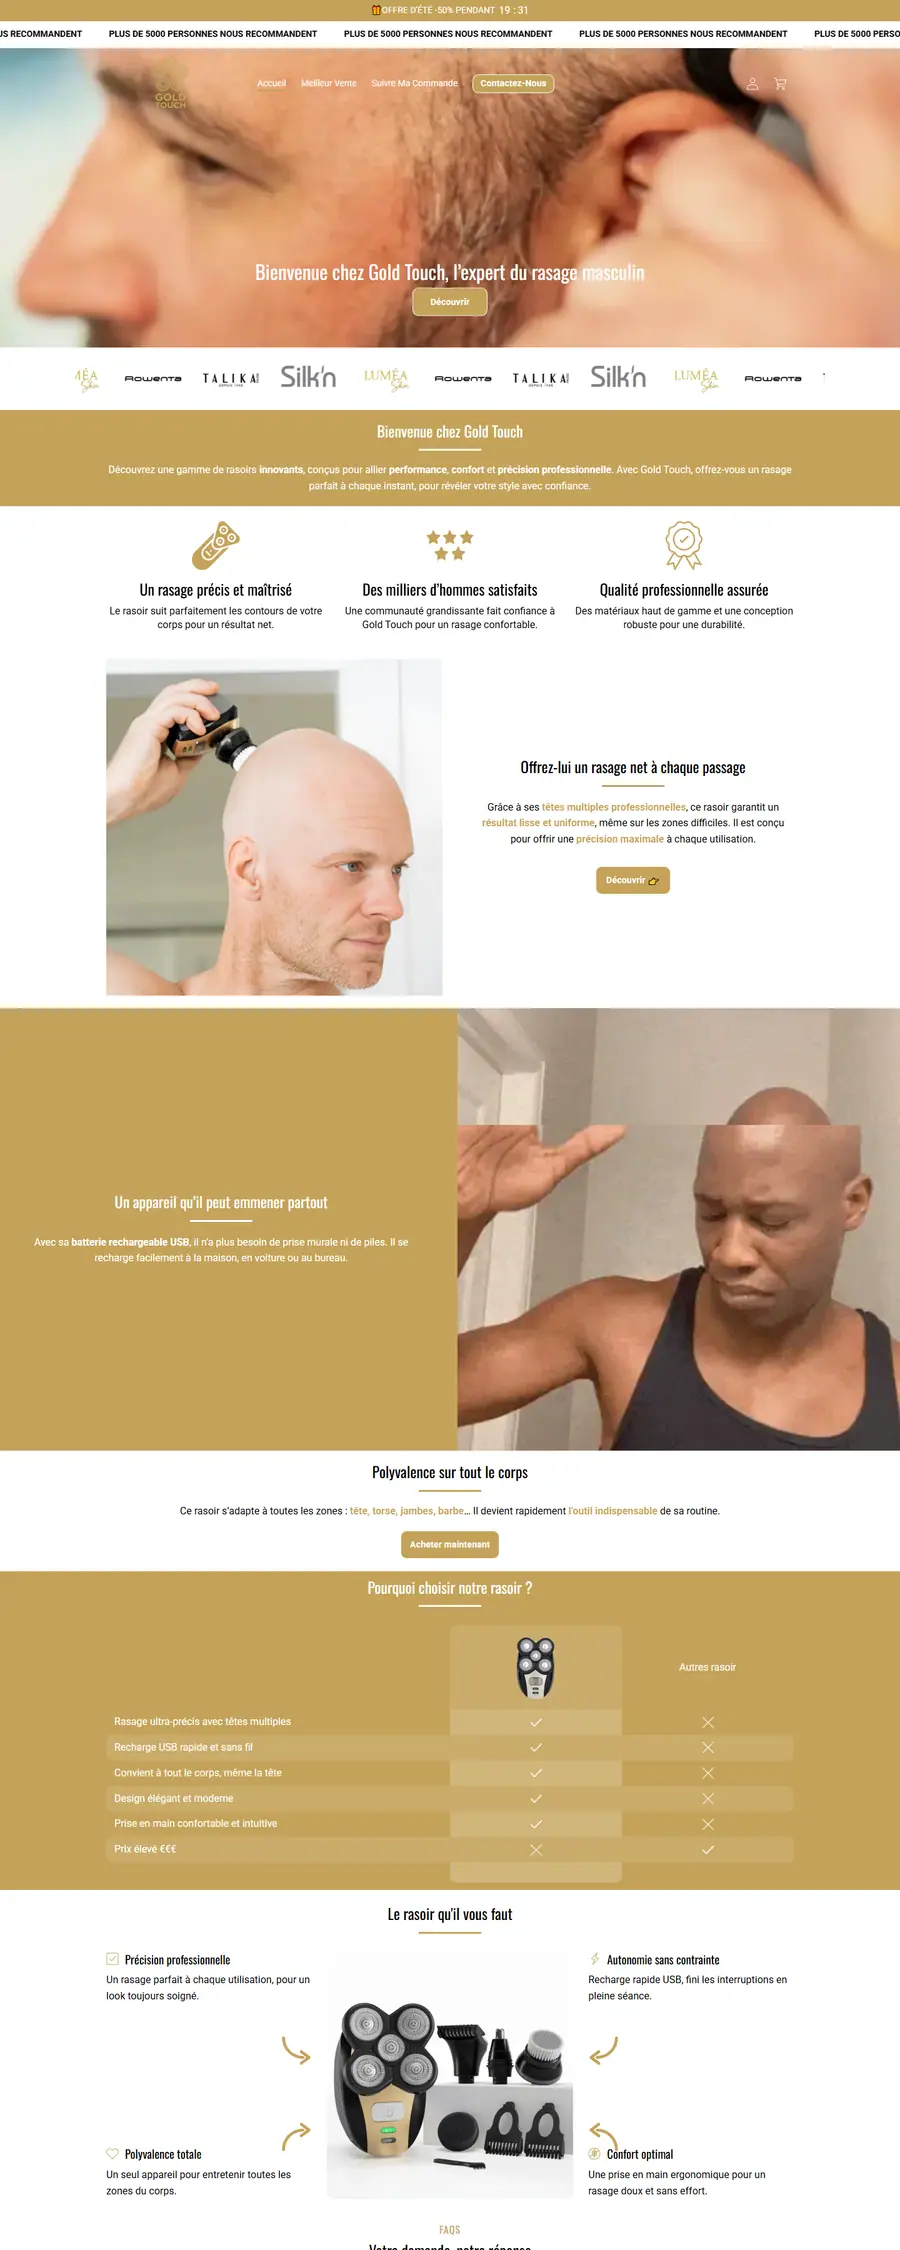 🎁OFFRE D'ÉTÉ -50% PENDANT 19 : 31
US RECOMMANDENT PLUS DE 5000 PERSONNES NOUS RECOMMANDENT PLUS DE 5000 PERSONNES NOUS RECOMMANDENT PLUS DE 5000 PERSONNES NOUS RECOMMANDENT PLUS DE 5000 PERSO
GOLD TOUCH
Accueil Meilleur Vente Suivre Ma Commande Contactez-Nous
Bienvenue chez Gold Touch, l'expert du rasage masculin
Découvrir
MÉA Skin Rowenta TALIKA DEPUIS 1948 Silk'n LUMÉA Skin Rowenta TALIKA DEPUIS 1948 Silk'n LUMÉA Skin Rowenta
Bienvenue chez Gold Touch
Découvrez une gamme de rasoirs innovants, conçus pour allier performance, confort et précision professionnelle. Avec Gold Touch, offrez-vous un rasage
parfait à chaque instant, pour révéler votre style avec confiance.
Un rasage précis et maîtrisé
Le rasoir suit parfaitement les contours de votre
corps pour un résultat net.
Des milliers d'hommes satisfaits
Une communauté grandissante fait confiance à
Gold Touch pour un rasage confortable.
Qualité professionnelle assurée
Des matériaux haut de gamme et une conception
robuste pour une durabilité.
Offrez-lui un rasage net à chaque passage
Grâce à ses têtes multiples professionnelles, ce rasoir garantit un
résultat lisse et uniforme, même sur les zones difficiles. Il est conçu
pour offrir une précision maximale à chaque utilisation.
Découvrir 👉
Un appareil qu'il peut emmener partout
Avec sa batterie rechargeable USB, il n'a plus besoin de prise murale ni de piles. Il se
recharge facilement à la maison, en voiture ou au bureau.
Polyvalence sur tout le corps
Ce rasoir s'adapte à toutes les zones : tête, torse, jambes, barbe… Il devient rapidement l'outil indispensable de sa routine.
Acheter maintenant
Pourquoi choisir notre rasoir ?
Autres rasoir
Rasage ultra-précis avec têtes multiples
Recharge USB rapide et sans fil
Convient à tout le corps, même la tête
Design élégant et moderne
Prise en main confortable et intuitive
Prix élevé €€€
Le rasoir qu'il vous faut
Précision professionnelle
Un rasage parfait à chaque utilisation, pour un
look toujours soigné.
Autonomie sans contrainte
Recharge rapide USB, fini les interruptions en
pleine séance.
Polyvalence totale
Un seul appareil pour entretenir toutes les
zones du corps.
Confort optimal
Une prise en main ergonomique pour un
rasage doux et sans effort.
FAQS
Votre demande, notre réponse